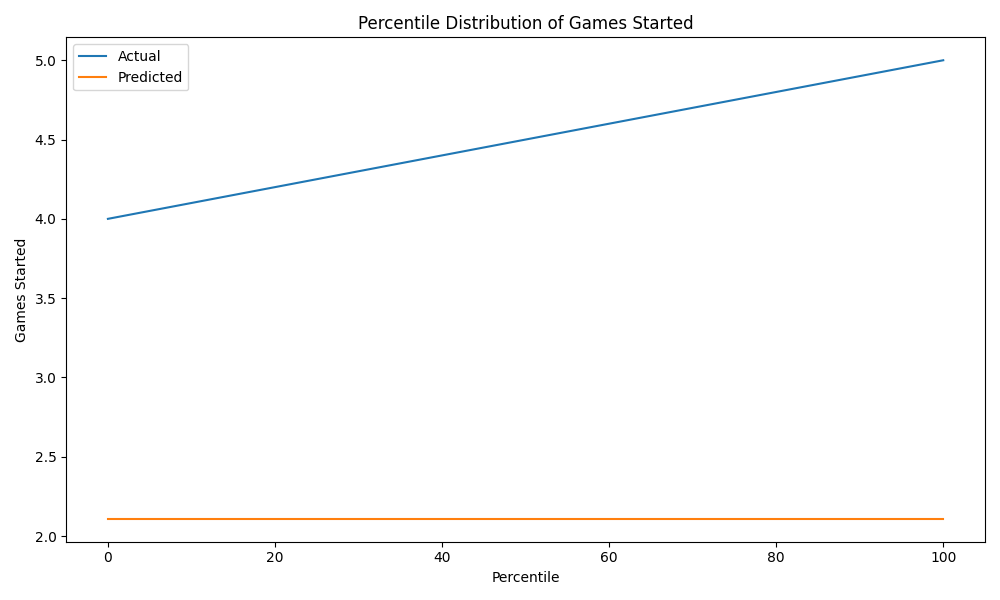 Percentile Distribution of Games Started
Actual
Predicted
5.0
4.5
4.0
3.5
3.0
2.5
2.0
Games Started
0 20 40 60 80 100
Percentile